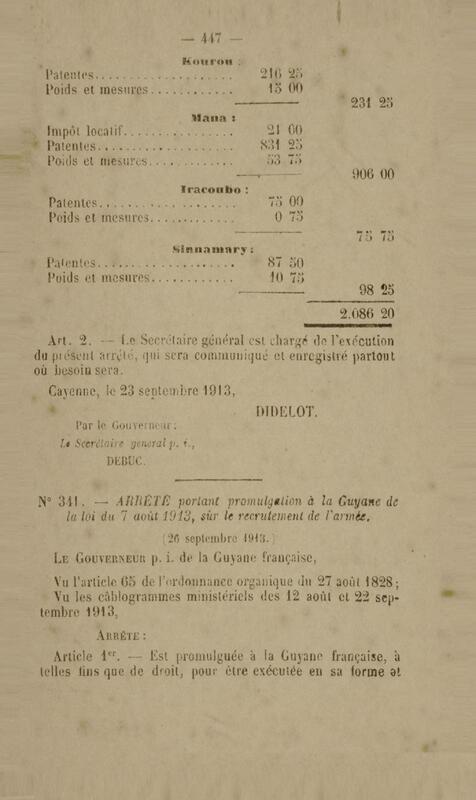 — 447 —
Kourou :
Patentes.................... 216 25
Poids et mesures............ 15 00
231 25
Mana :
Impôt locatif................ 21 00
Patentes.................... 831 25
Poids et mesures............ 53 75
906 00
Iracoubo :
Patentes.................... 75 00
Poids et mesures............ 0 75
75 75
Sinnamary :
Patentes.................... 87 50
Poids et mesures............ 10 75
98 25
2.086 20
Art. 2. — Le Secrétaire général est chargé de l'exécution
du présent arrêté, qui sera communiqué et enregistré partout
où besoin sera.
Cayenne, le 23 septembre 1913,
DIDELOT.
Par le Gouverneur :
Le Secrétaire general p. i.,
DEBUC.
N° 341. — ARRÊTÉ portant promulgation à la Guyane de
la loi du 7 août 1913, sûr le recrutement de l'armée.
(26 septembre 1913.)
LE GOUVERNEUR p. i. de la Guyane française,
Vu l'article 65 de l'ordonnance organique du 27 août 1828 ;
Vu les câblogrammes ministériels des 12 août et 22 sep-
tembre 1913,
ARRÊTE :
Article 1er. — Est promulguée à la Guyane française, à
telles fins que de droit, pour être exécutée en sa forme et